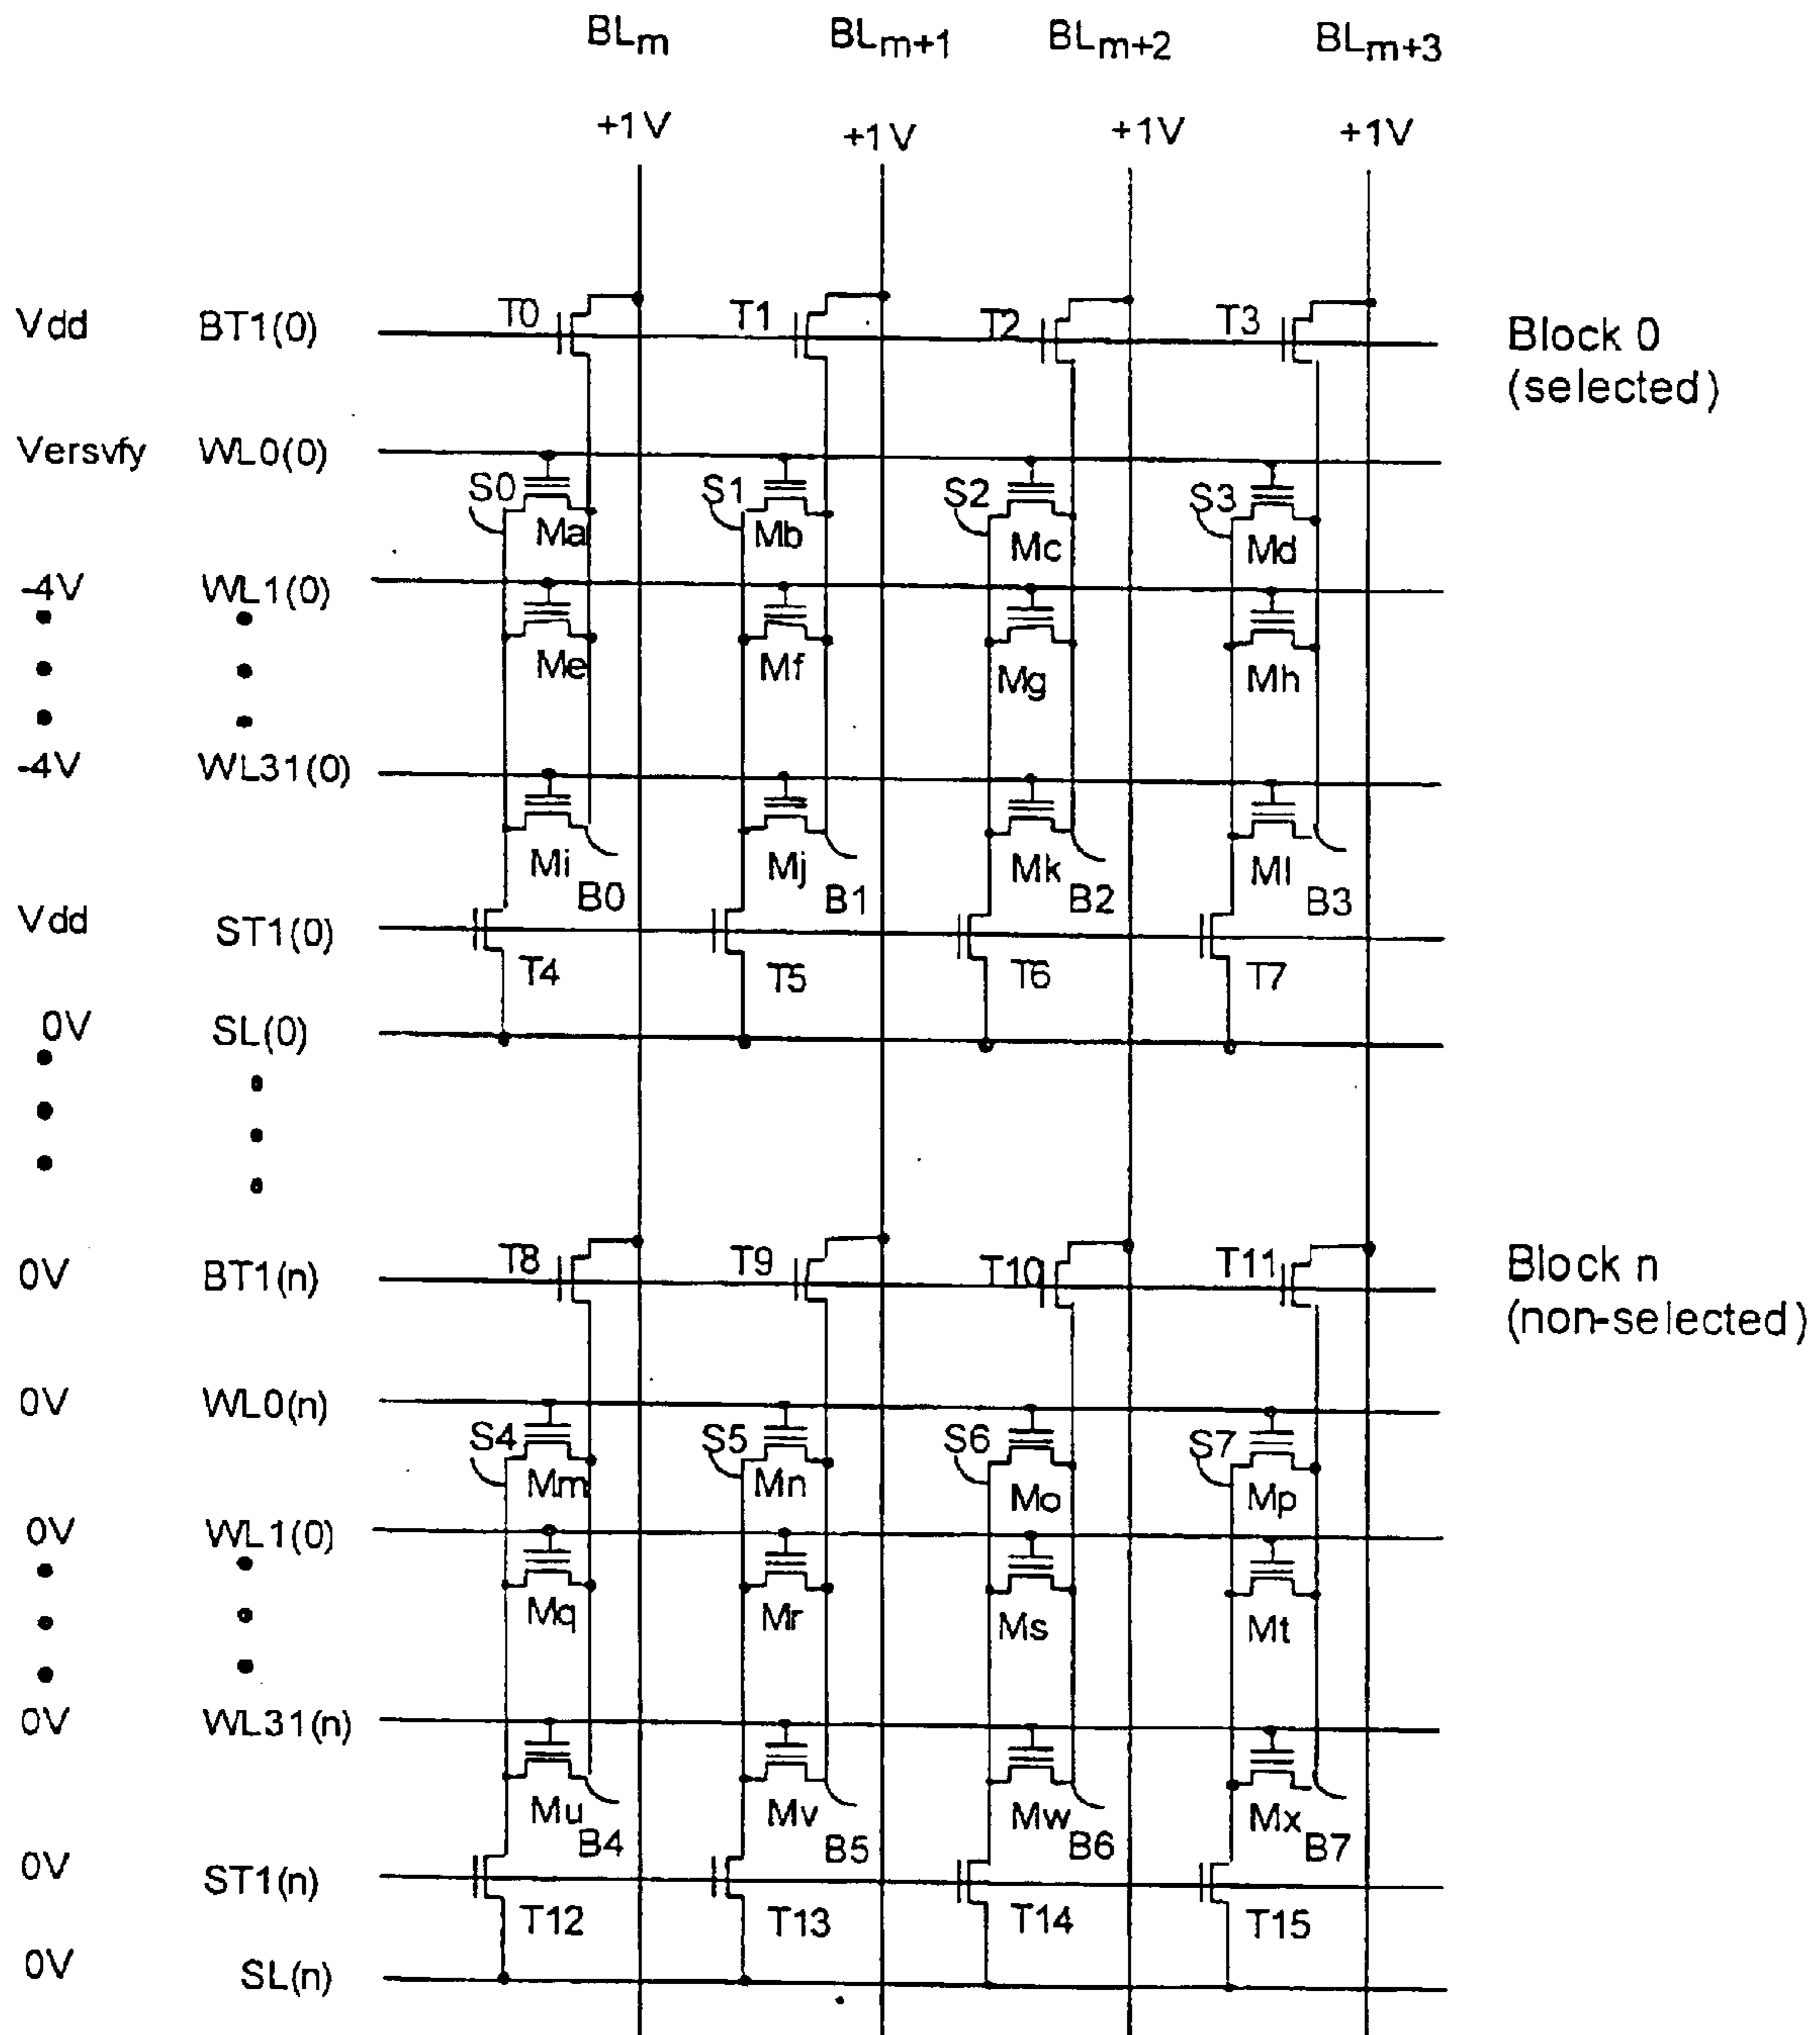 BLm BLm+1 BLm+2 BLm+3
+1V +1V +1V +1V
Vdd BT1(0) T0 T1 T2 T3 Block 0
(selected)
Versvfy WL0(0)
S0 S1 S2 S3
Ma Mb Mc Md
-4V WL1(0)
Me Mf Mg Mh
-4V WL31(0)
Mi Mj Mk Ml
B0 B1 B2 B3
Vdd ST1(0)
T4 T5 T6 T7
0V SL(0)
0V BT1(n) T8 T9 T10 T11 Block n
(non-selected)
0V WL0(n)
S4 S5 S6 S7
Mm Mn Mo Mp
0V WL1(0)
Mq Mr Ms Mt
0V WL31(n)
Mu Mv Mw Mx
B4 B5 B6 B7
0V ST1(n)
T12 T13 T14 T15
0V SL(n)